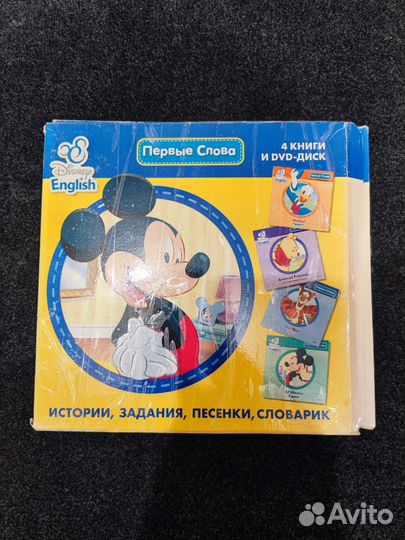 Disney
English
Первые Слова
4 КНИГИ
И DVD-ДИСК
ИСТОРИИ, ЗАДАНИЯ, ПЕСЕНКИ, СЛОВАРИК
Avito